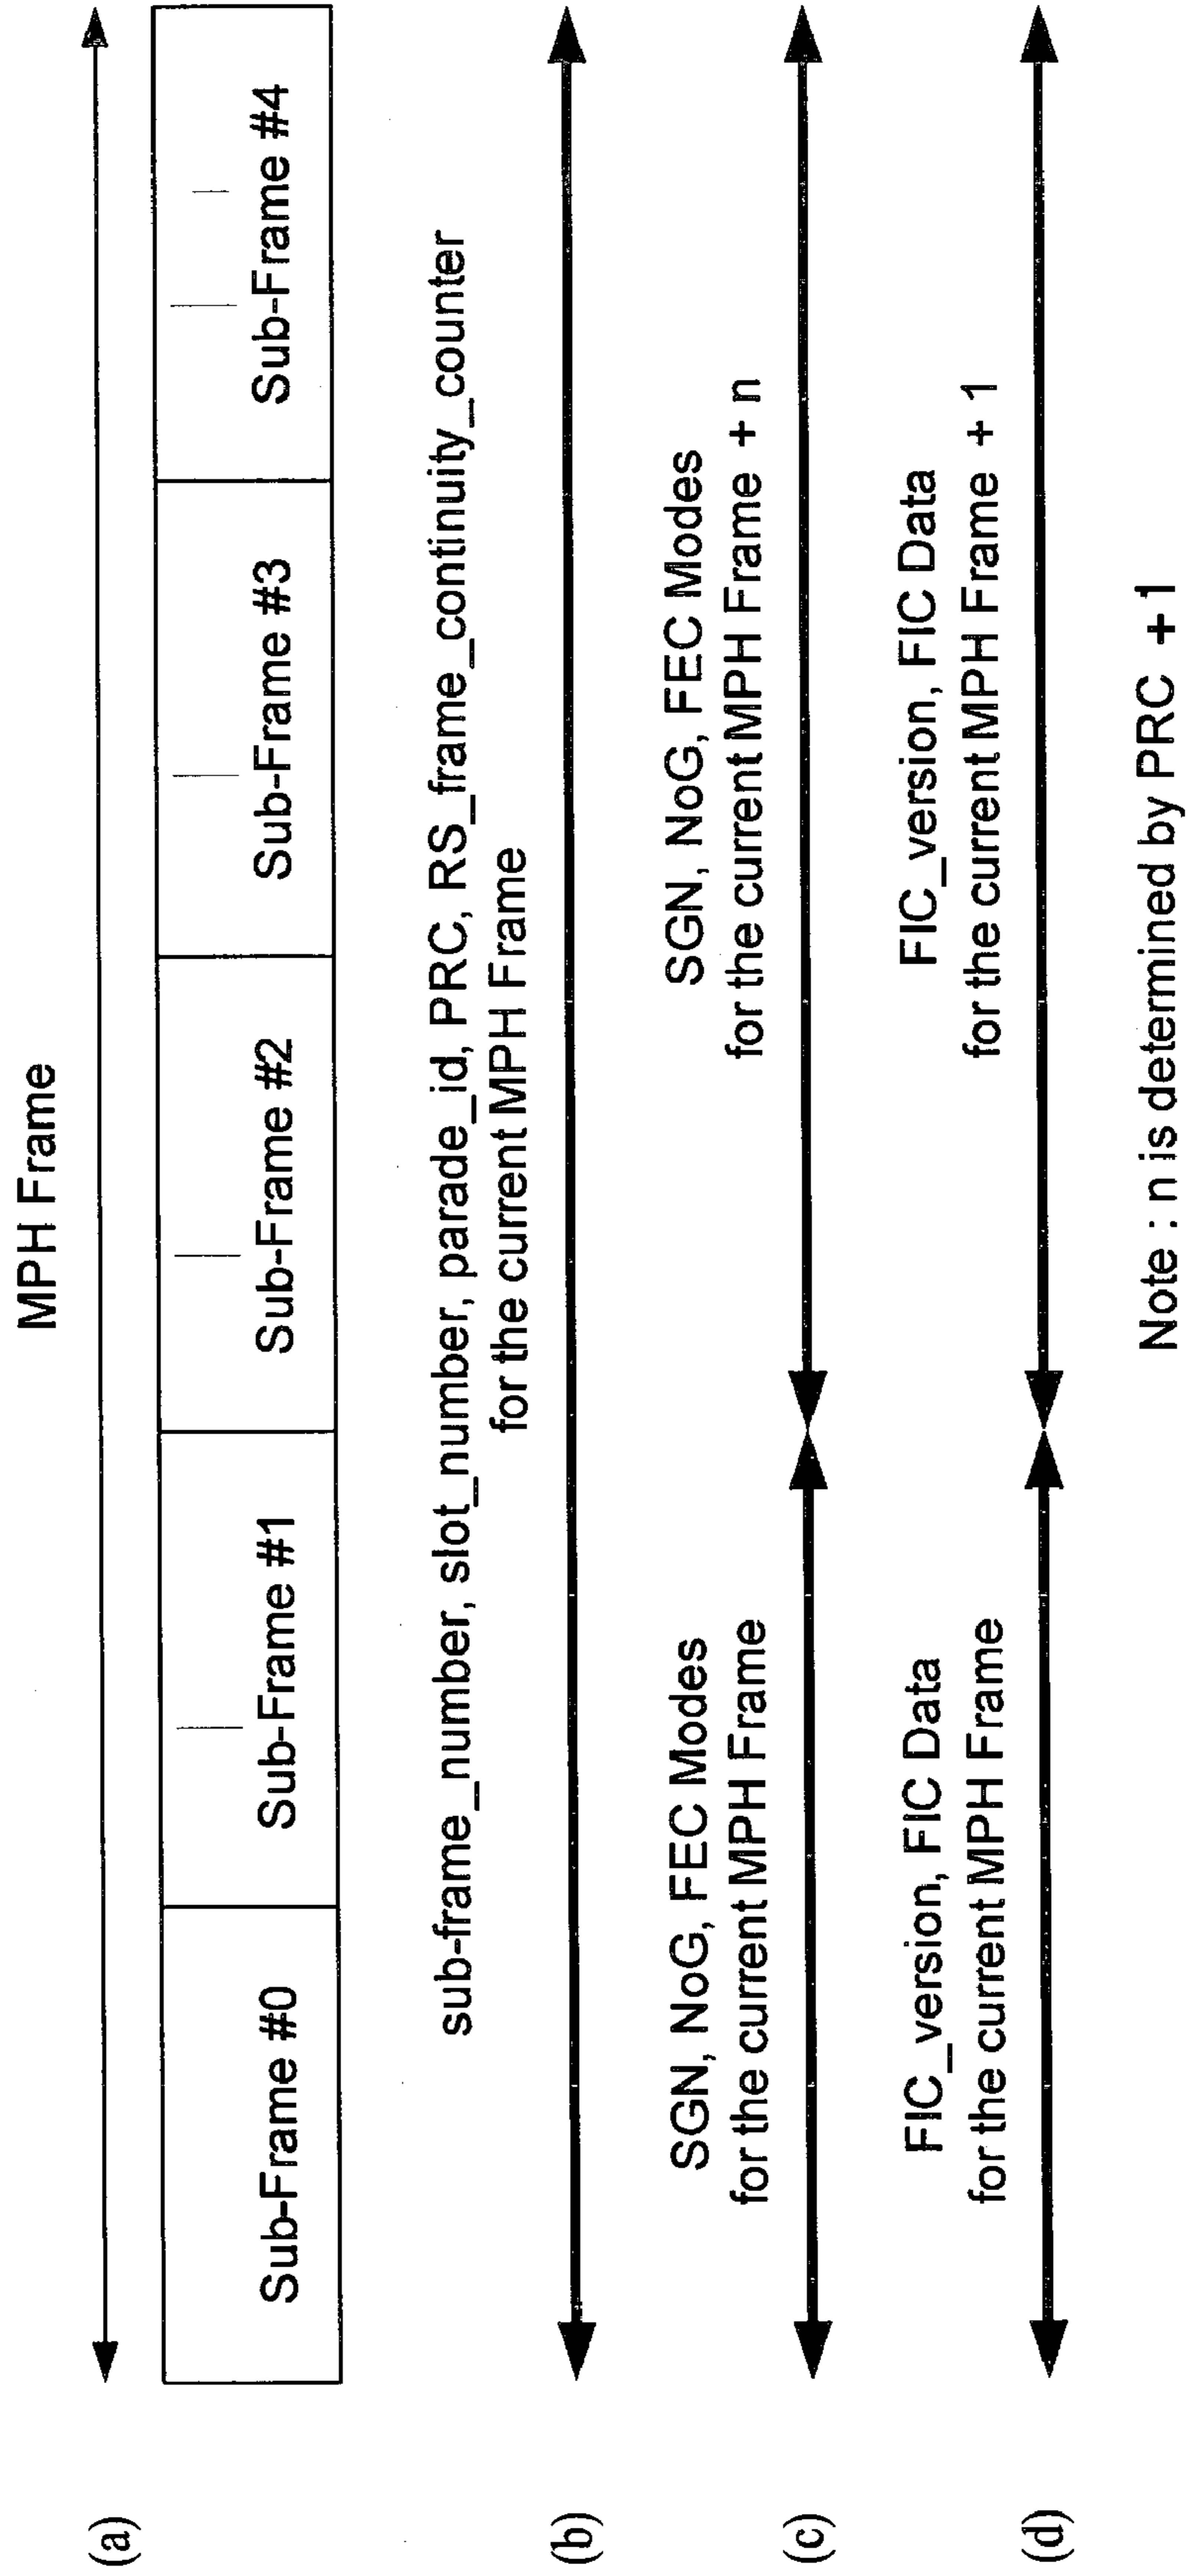 MPH Frame
(a)
Sub-Frame #0
Sub-Frame #1
Sub-Frame #2
Sub-Frame #3
Sub-Frame #4
sub-frame_number, slot_number, parade_id, PRC, RS_frame_continuity_counter
for the current MPH Frame
(b)
SGN, NoG, FEC Modes
for the current MPH Frame
SGN, NoG, FEC Modes
for the current MPH Frame + n
(c)
FIC_version, FIC Data
for the current MPH Frame
FIC_version, FIC Data
for the current MPH Frame + 1
(d)
Note : n is determined by PRC +1